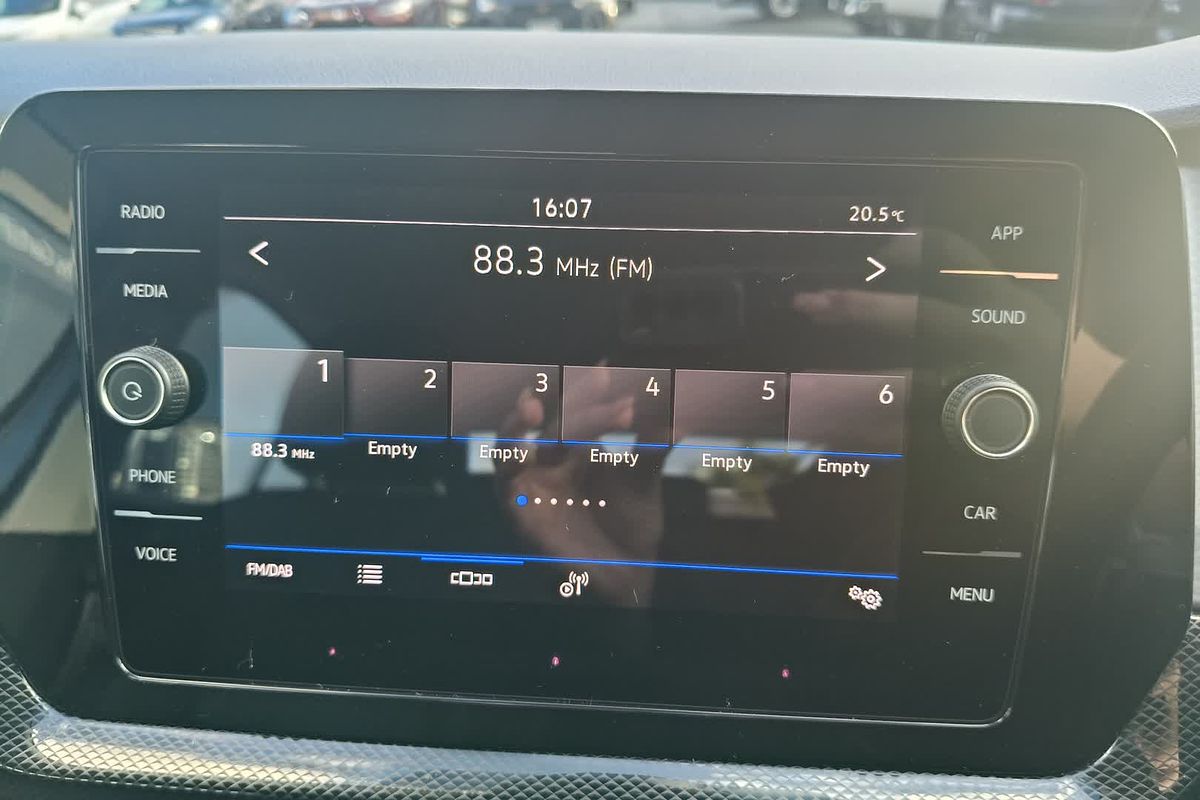 RADIO
MEDIA
PHONE
VOICE
16:07
20.5°C
< 88.3 MHz (FM) >
1 2 3 4 5 6
88.3 MHz Empty Empty Empty Empty Empty
FM/DAB
APP
SOUND
CAR
MENU